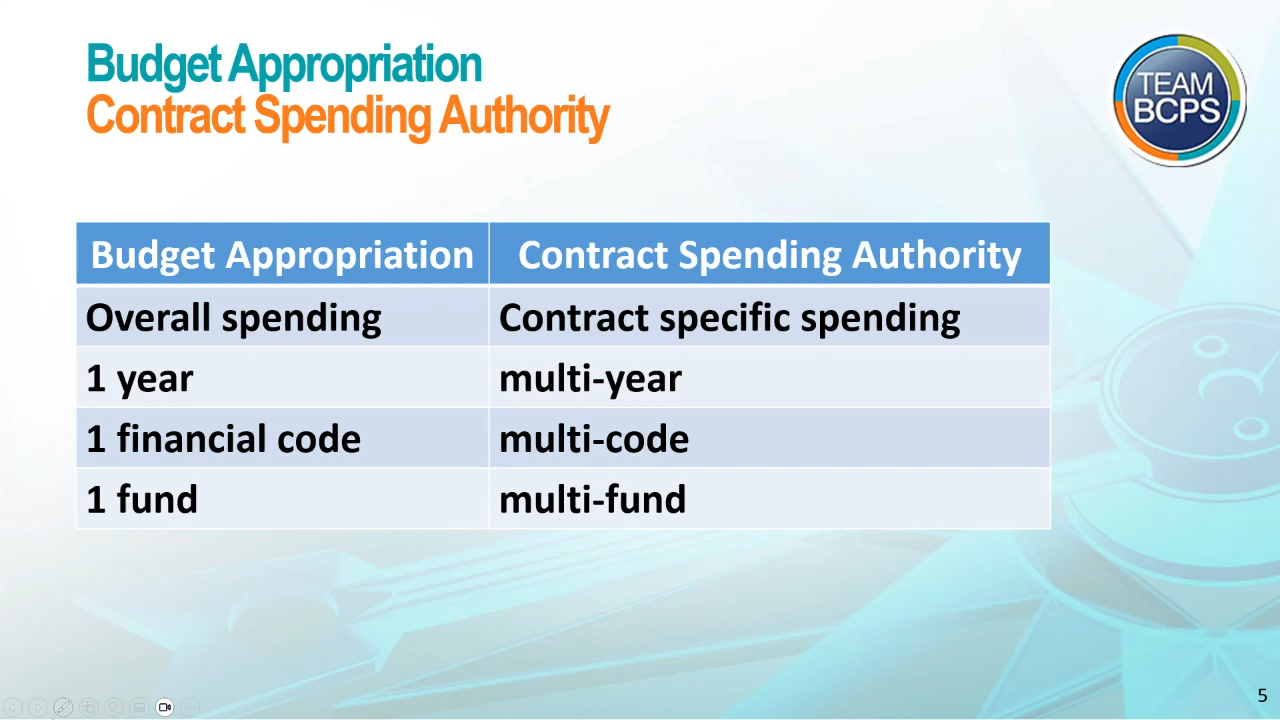 Budget Appropriation
Contract Spending Authority
TEAM
BCPS
Budget Appropriation Contract Spending Authority
Overall spending Contract specific spending
1 year multi-year
1 financial code multi-code
1 fund multi-fund
5